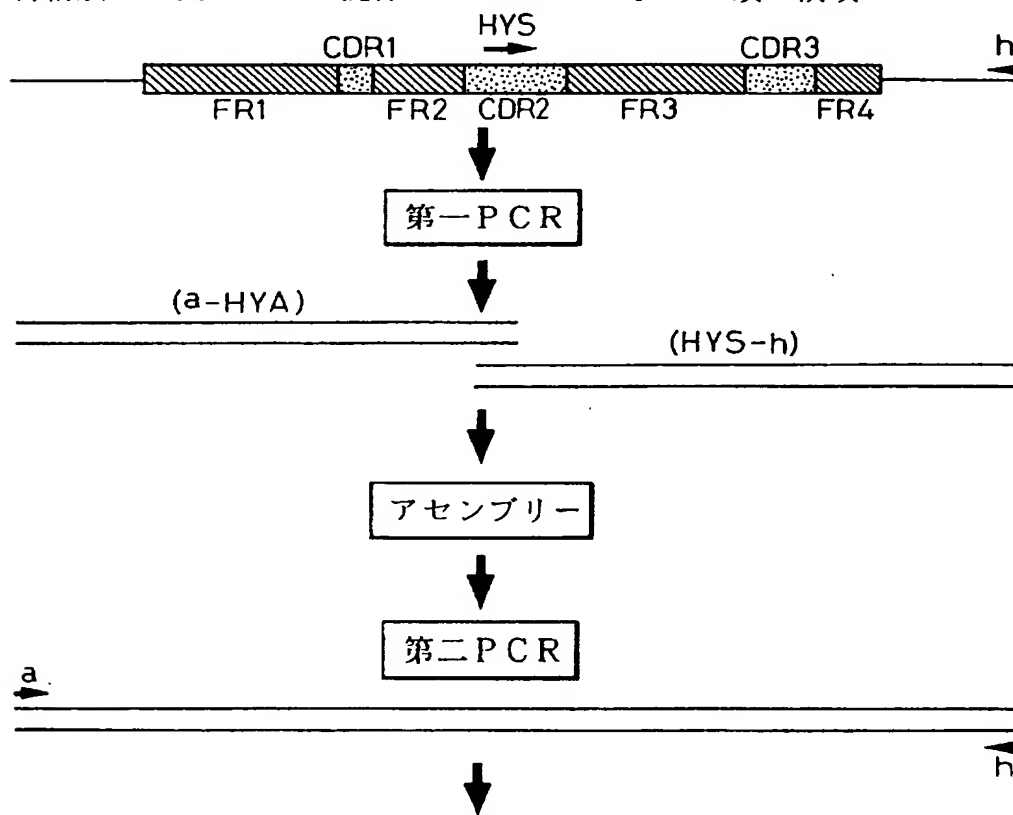 HYS
CDR1 CDR3 h
FR1 FR2 CDR2 FR3 FR4
第一PCR
(a-HYA)
(HYS-h)
アセンブリー
第二PCR
a
h